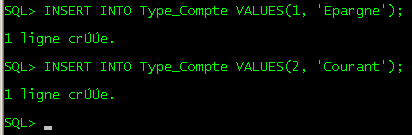 SQL> INSERT INTO Type_Compte VALUES(1, 'Epargne');
1 ligne crÚÚe.
SQL> INSERT INTO Type_Compte VALUES(2, 'Courant');
1 ligne crÚÚe.
SQL> _